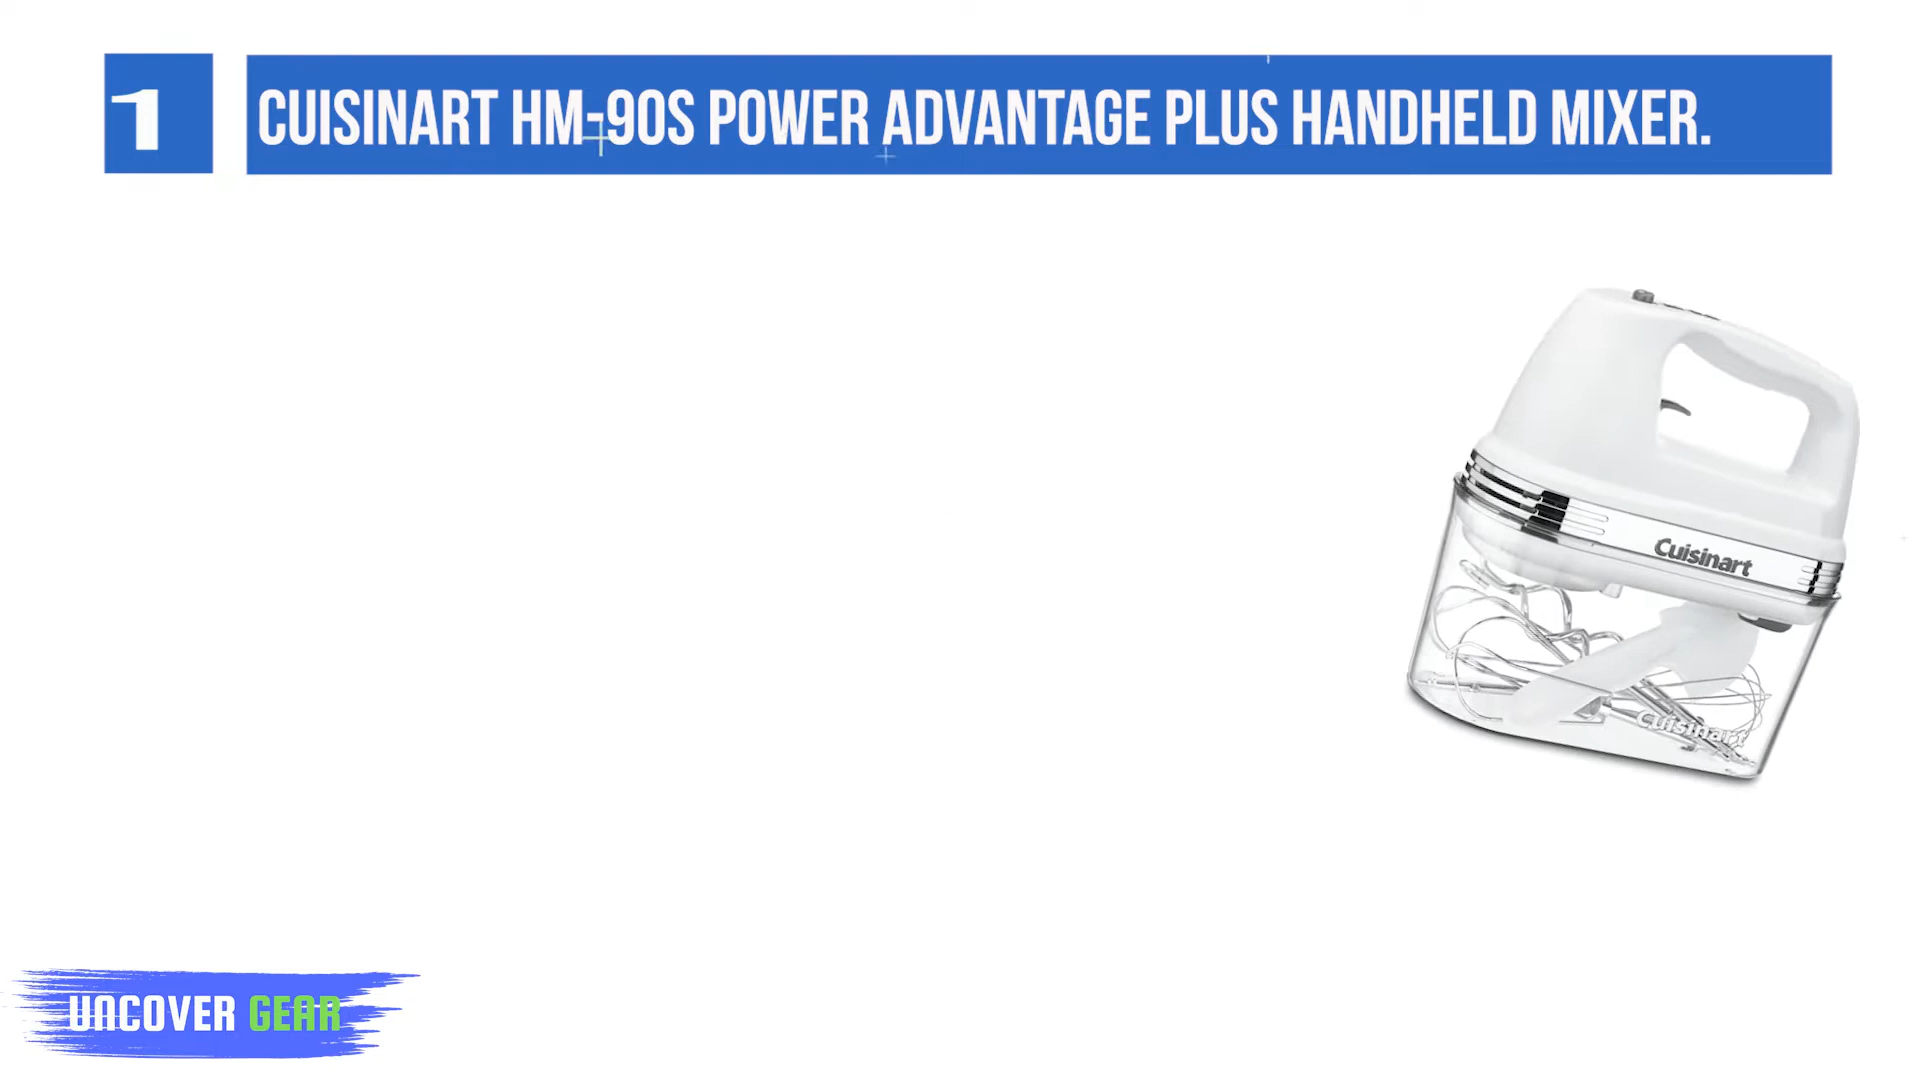 1
CUISINART HM-90S POWER ADVANTAGE PLUS HANDHELD MIXER.
Cuisinart
Cuisinart
UNCOVER GEAR